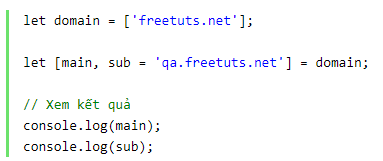 let domain = ['freetuts.net'];
let [main, sub = 'qa.freetuts.net'] = domain;
// Xem kết quả
console.log(main);
console.log(sub);